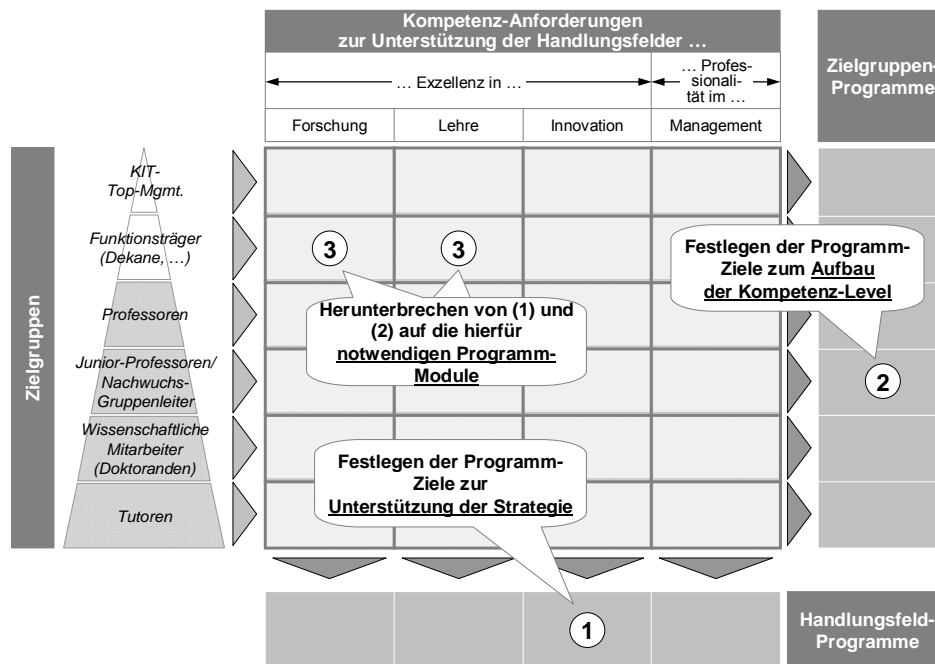 Kompetenz-Anforderungen
zur Unterstützung der Handlungsfelder …
… Exzellenz in …
… Profes-
sionali-
tät im …
Forschung
Lehre
Innovation
Management
Zielgruppen-
Programme
Zielgruppen
KIT-
Top-Mgmt.
Funktionsträger
(Dekane, …)
Professoren
Junior-Professoren/
Nachwuchs-
Gruppenleiter
Wissenschaftliche
Mitarbeiter
(Doktoranden)
Tutoren
3
3
Herunterbrechen von (1) und
(2) auf die hierfür
notwendigen Programm-
Module
Festlegen der Programm-
Ziele zum Aufbau
der Kompetenz-Level
2
Festlegen der Programm-
Ziele zur
Unterstützung der Strategie
1
Handlungsfeld-
Programme